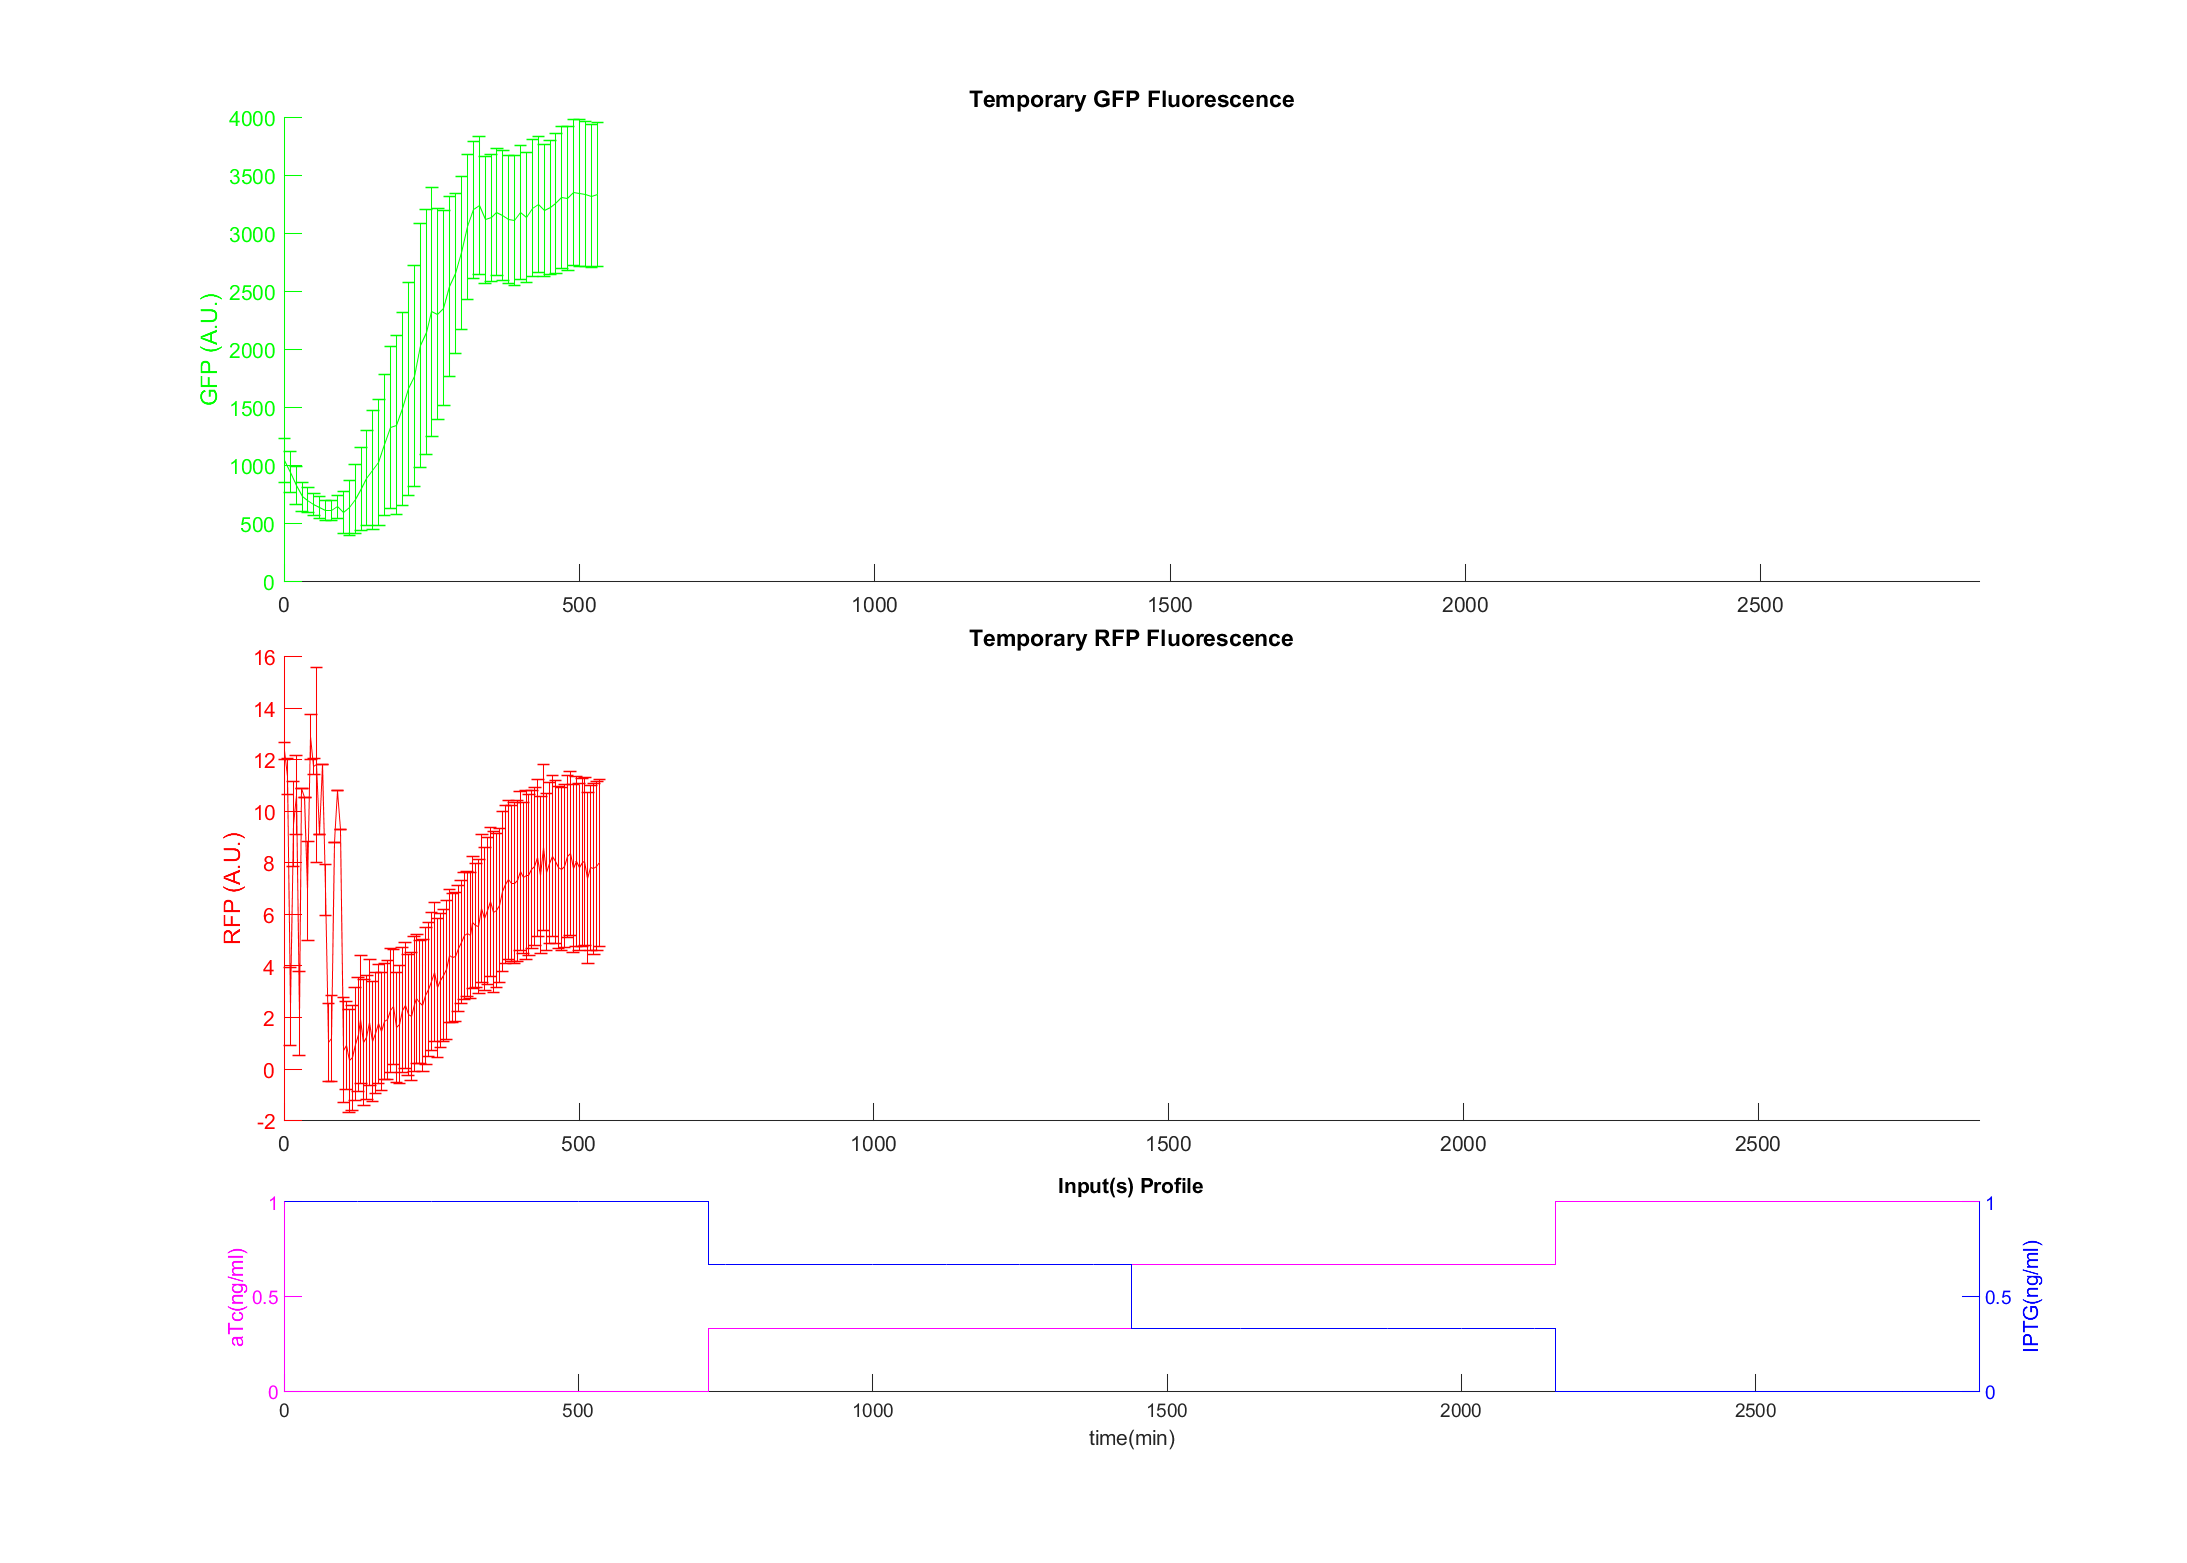 Temporary GFP Fluorescence
4000
3500
3000
2500
2000
1500
1000
500
0
GFP (A.U.)
0 500 1000 1500 2000 2500
Temporary RFP Fluorescence
16
14
12
10
8
6
4
2
0
-2
RFP (A.U.)
0 500 1000 1500 2000 2500
Input(s) Profile
1
0.5
0
aTc(ng/ml)
1
0.5
0
IPTG(ng/ml)
0 500 1000 1500 2000 2500
time(min)